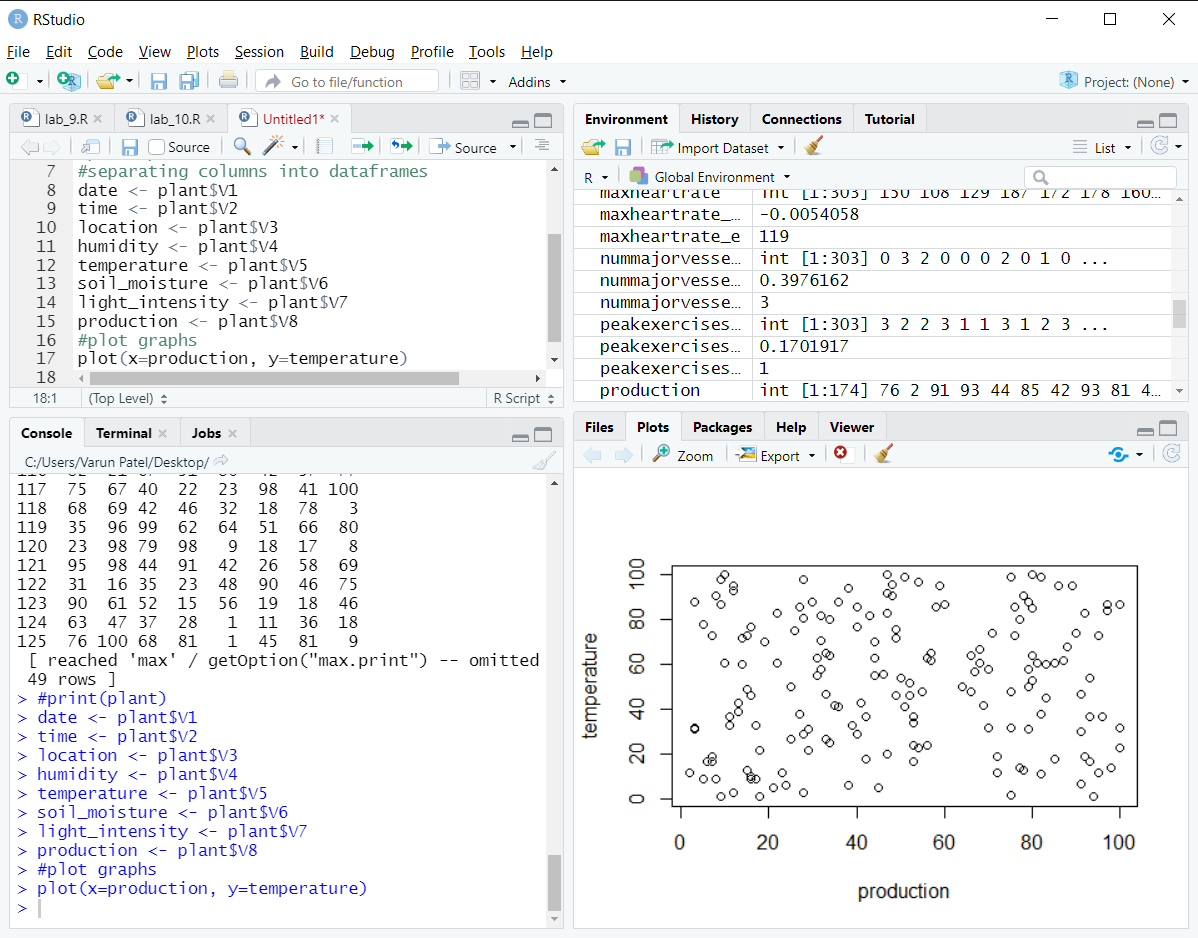 RStudio
File Edit Code View Plots Session Build Debug Profile Tools Help
Go to file/function Addins Project: (None)
lab_9.R lab_10.R Untitled1*
Source Source
7 #separating columns into dataframes
8 date <- plant$V1
9 time <- plant$V2
10 location <- plant$V3
11 humidity <- plant$V4
12 temperature <- plant$V5
13 soil_moisture <- plant$V6
14 light_intensity <- plant$V7
15 production <- plant$V8
16 #plot graphs
17 plot(x=production, y=temperature)
18
18:1 (Top Level) R Script
Console Terminal Jobs
C:/Users/Varun Patel/Desktop/
117 75 67 40 22 23 98 41 100
118 68 69 42 46 32 18 78 3
119 35 96 99 62 64 51 66 80
120 23 98 79 98 9 18 17 8
121 95 98 44 91 42 26 58 69
122 31 16 35 23 48 90 46 75
123 90 61 52 15 56 19 18 46
124 63 47 37 28 1 11 36 18
125 76 100 68 81 1 45 81 9
[ reached 'max' / getOption("max.print") -- omitted
49 rows ]
> #print(plant)
> date <- plant$V1
> time <- plant$V2
> location <- plant$V3
> humidity <- plant$V4
> temperature <- plant$V5
> soil_moisture <- plant$V6
> light_intensity <- plant$V7
> production <- plant$V8
> #plot graphs
> plot(x=production, y=temperature)
>
Environment History Connections Tutorial
Import Dataset List
R Global Environment
maxheartrate int [1:303] 150 108 129 187 172 178 160...
maxheartrate_... -0.0054058
maxheartrate_e 119
nummajorvesse... int [1:303] 0 3 2 0 0 0 2 0 1 0 ...
nummajorvesse... 0.3976162
nummajorvesse... 3
peakexercises... int [1:303] 3 2 2 3 1 1 3 1 2 3 ...
peakexercises... 0.1701917
peakexercises... 1
production int [1:174] 76 2 91 93 44 85 42 93 81 4...
Files Plots Packages Help Viewer
Zoom Export
temperature
100
80
60
40
20
0
0 20 40 60 80 100
production